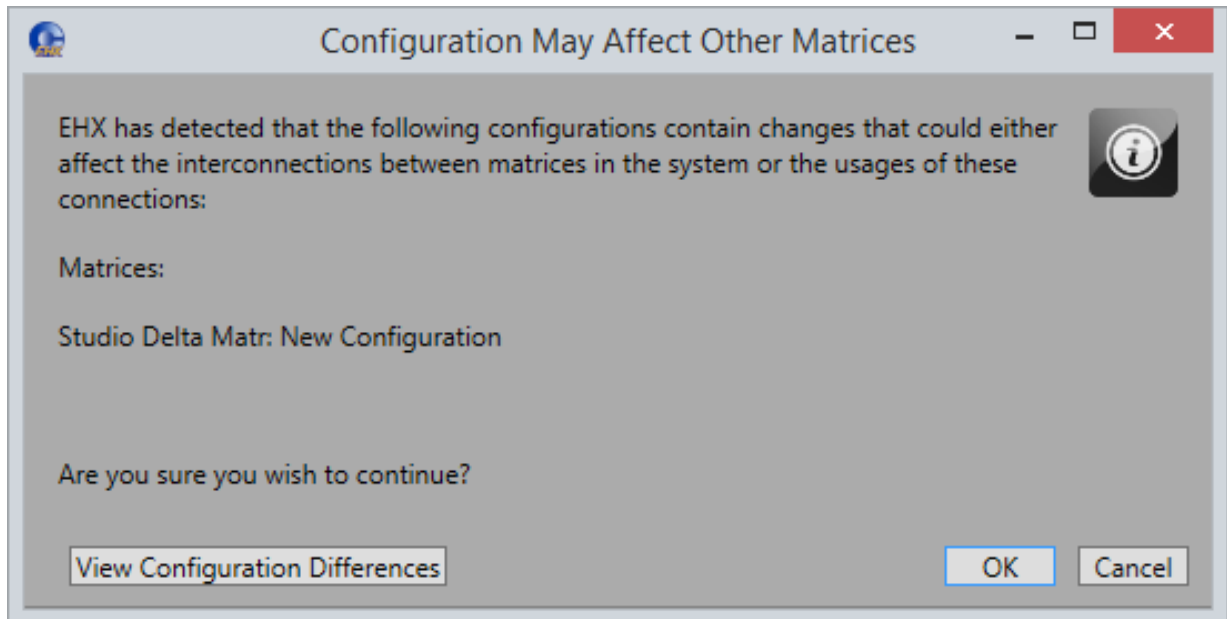 Configuration May Affect Other Matrices
EHX has detected that the following configurations contain changes that could either
affect the interconnections between matrices in the system or the usages of these
connections:
Matrices:
Studio Delta Matr: New Configuration
Are you sure you wish to continue?
View Configuration Differences
OK
Cancel